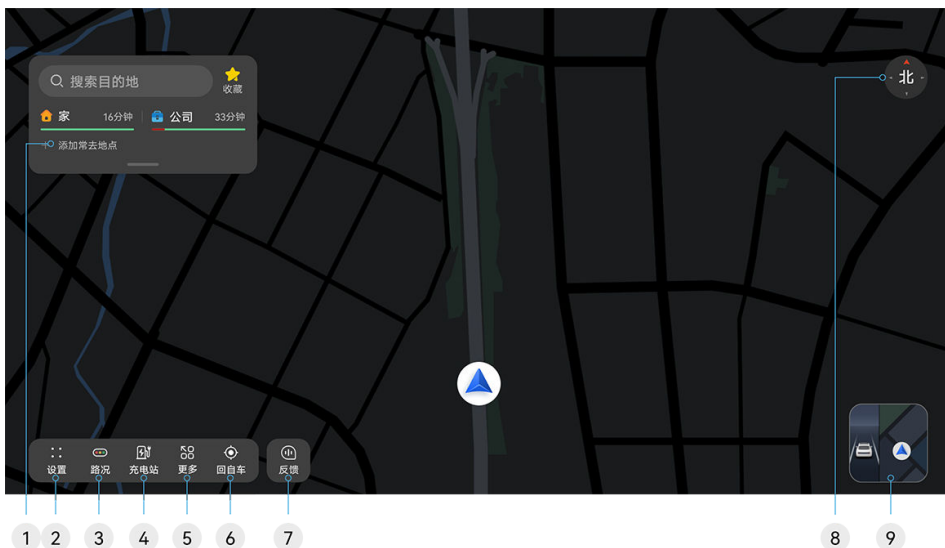 搜索目的地
收藏
家 16分钟 公司 33分钟
添加常去地点
北
设置 路况 充电站 更多 回自车 反馈
1 2 3 4 5 6 7 8 9